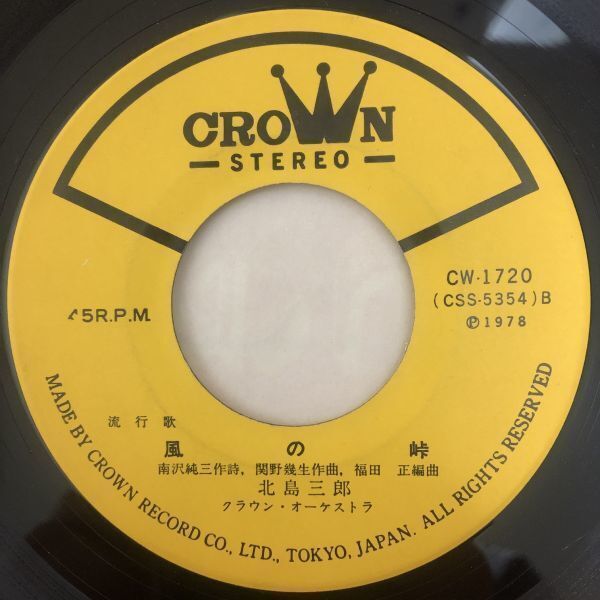 CROWN
STEREO
CW-1720
(CSS-5354) B
℗ 1978
45R.P.M.
流行歌
風の峠
南沢純三作詩, 関野幾生作曲, 福田 正編曲
北島三郎
クラウン・オーケストラ
MADE BY CROWN RECORD CO., LTD., TOKYO, JAPAN. ALL RIGHTS RESERVED